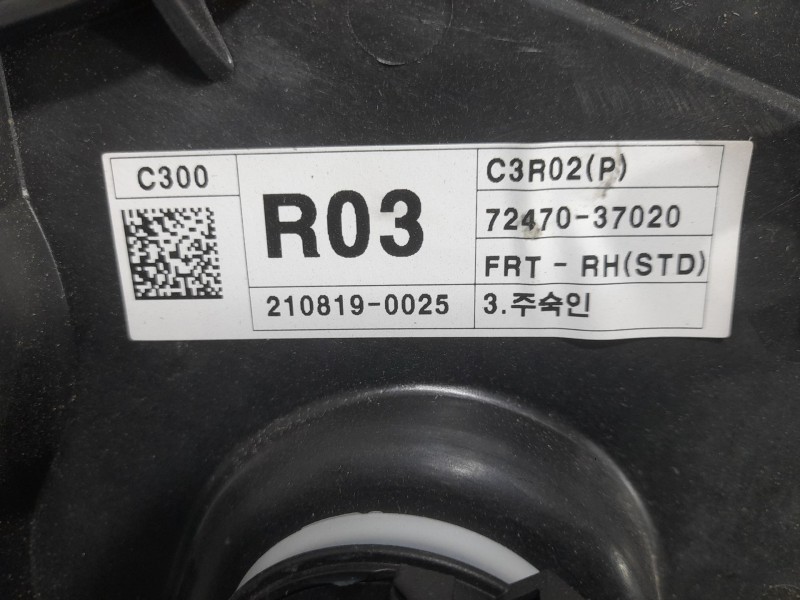 C300
R03
210819-0025
C3R02(P)
72470-37020
FRT - RH(STD)
3.주숙인